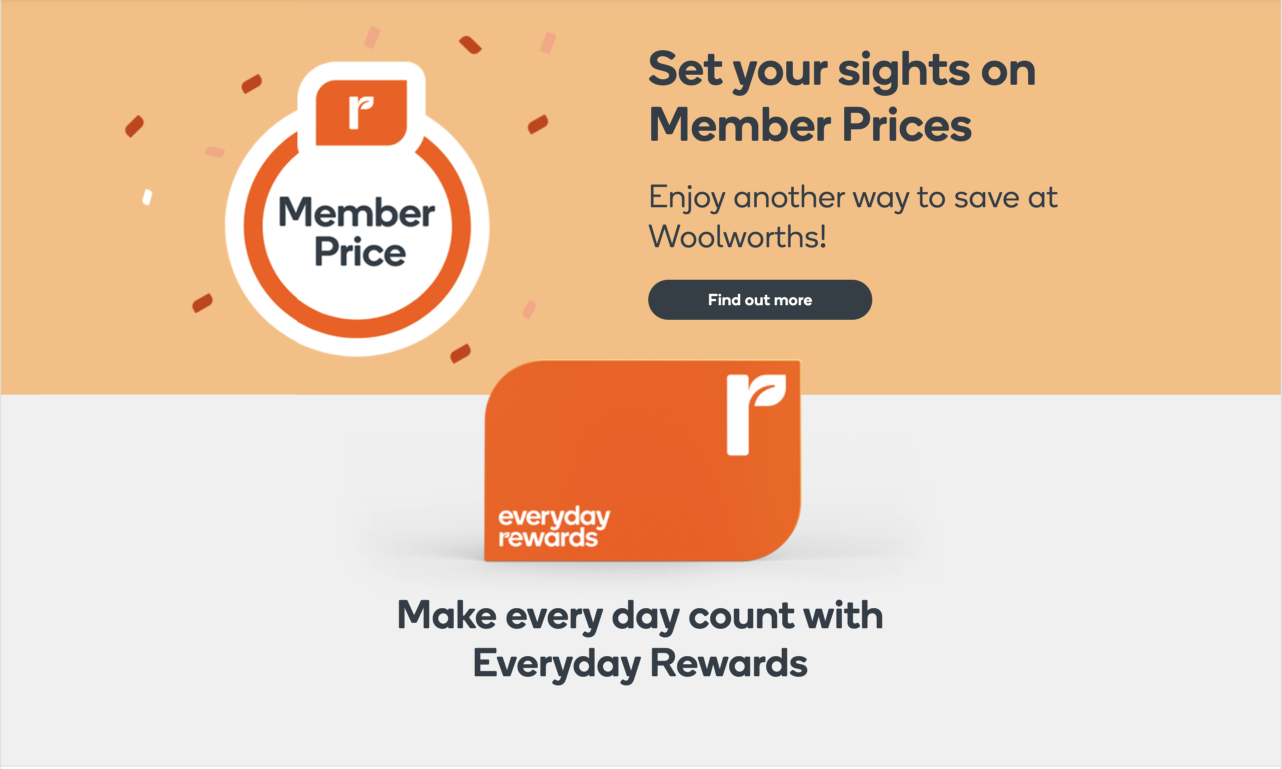 r
Member
Price
Set your sights on
Member Prices
Enjoy another way to save at
Woolworths!
Find out more
r
everyday
rewards
Make every day count with
Everyday Rewards